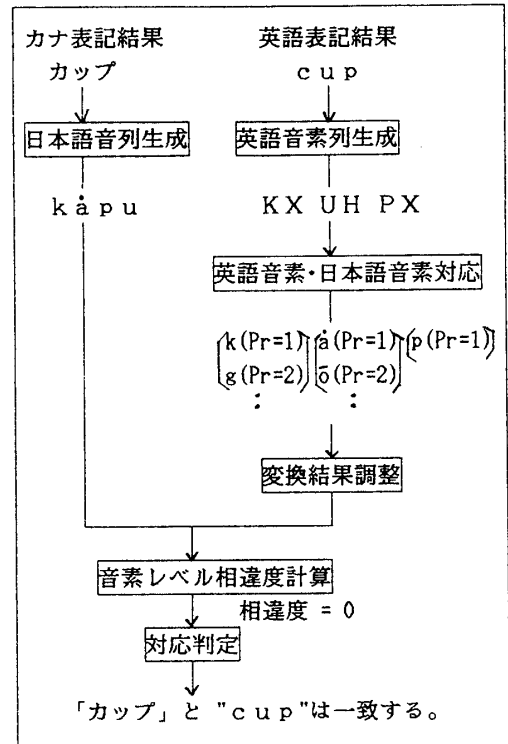 カナ表記結果 英語表記結果
カップ cup
日本語音列生成 英語音素列生成
kȧpu KX UH PX
英語音素・日本語音素対応
k(Pr=1) ȧ(Pr=1) p(Pr=1)
g(Pr=2) ō(Pr=2)
⋮ ⋮
変換結果調整
音素レベル相違度計算
相違度 = 0
対応判定
「カップ」と "cup"は一致する。